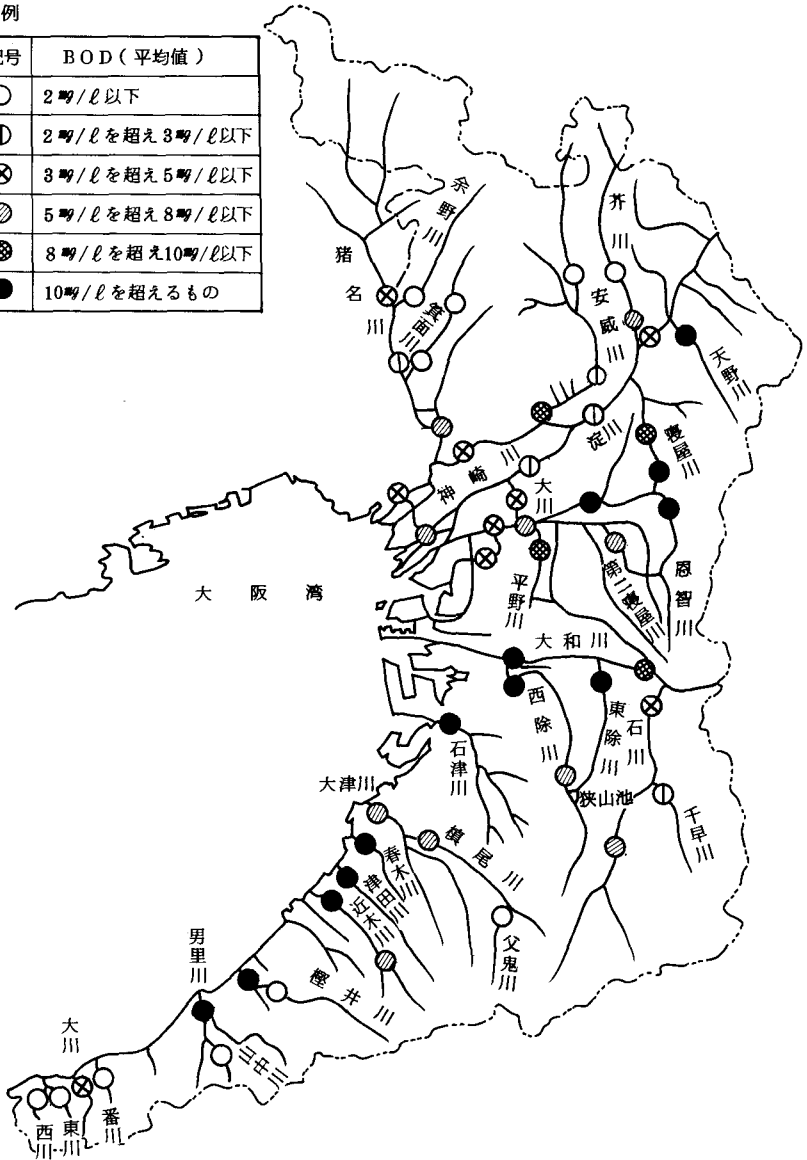 例
号 BOD(平均値)
2㎎/ℓ以下
2㎎/ℓを超え3㎎/ℓ以下
3㎎/ℓを超え5㎎/ℓ以下
5㎎/ℓを超え8㎎/ℓ以下
8㎎/ℓを超え10㎎/ℓ以下
10㎎/ℓを超えるもの
余野川
芥川
猪名川
箕面川
安威川
天野川
淀川
寝屋川
神崎川
大川
大阪湾
平野川
第二寝屋川
恩智川
大和川
西除川
東除川
石川
石津川
大津川
狭山池
千早川
槙尾川
春木川
津田川
近木川
父鬼川
男里川
樫井川
大川
山中川
番川
東川
西川